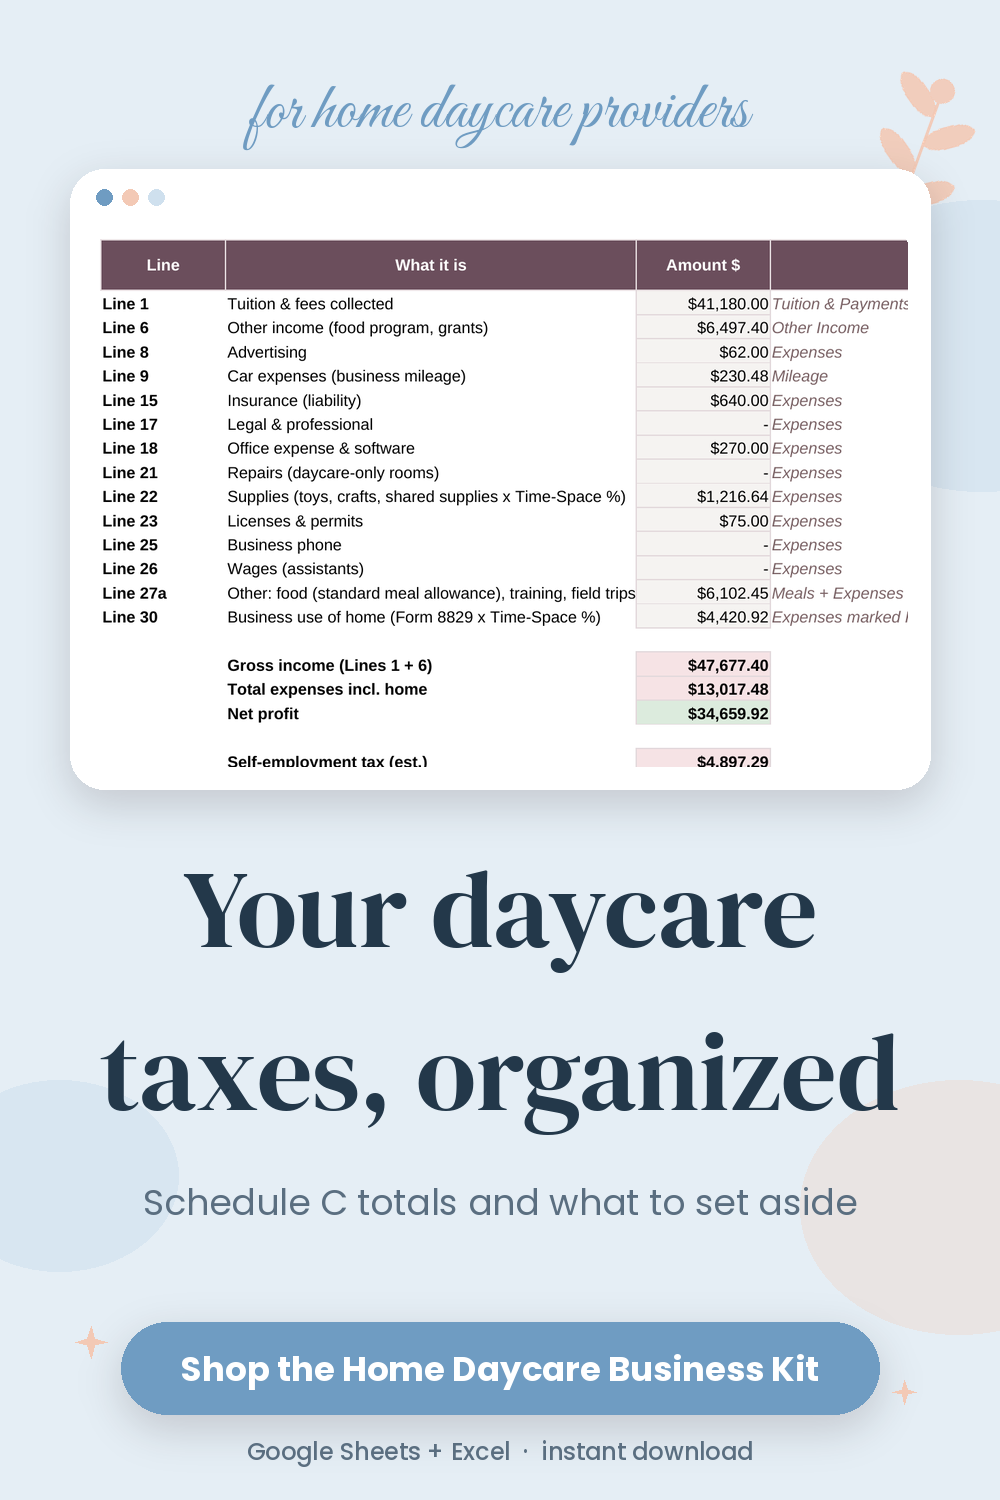 for home daycare providers
Line What it is Amount $
Line 1 Tuition & fees collected $41,180.00 Tuition & Payments
Line 6 Other income (food program, grants) $6,497.40 Other Income
Line 8 Advertising $62.00 Expenses
Line 9 Car expenses (business mileage) $230.48 Mileage
Line 15 Insurance (liability) $640.00 Expenses
Line 17 Legal & professional - Expenses
Line 18 Office expense & software $270.00 Expenses
Line 21 Repairs (daycare-only rooms) - Expenses
Line 22 Supplies (toys, crafts, shared supplies x Time-Space %) $1,216.64 Expenses
Line 23 Licenses & permits $75.00 Expenses
Line 25 Business phone - Expenses
Line 26 Wages (assistants) - Expenses
Line 27a Other: food (standard meal allowance), training, field trips $6,102.45 Meals + Expenses
Line 30 Business use of home (Form 8829 x Time-Space %) $4,420.92 Expenses marked
Gross income (Lines 1 + 6) $47,677.40
Total expenses incl. home $13,017.48
Net profit $34,659.92
Self-employment tax (est.) $4,897.29
Your daycare
taxes, organized
Schedule C totals and what to set aside
Shop the Home Daycare Business Kit
Google Sheets + Excel · instant download